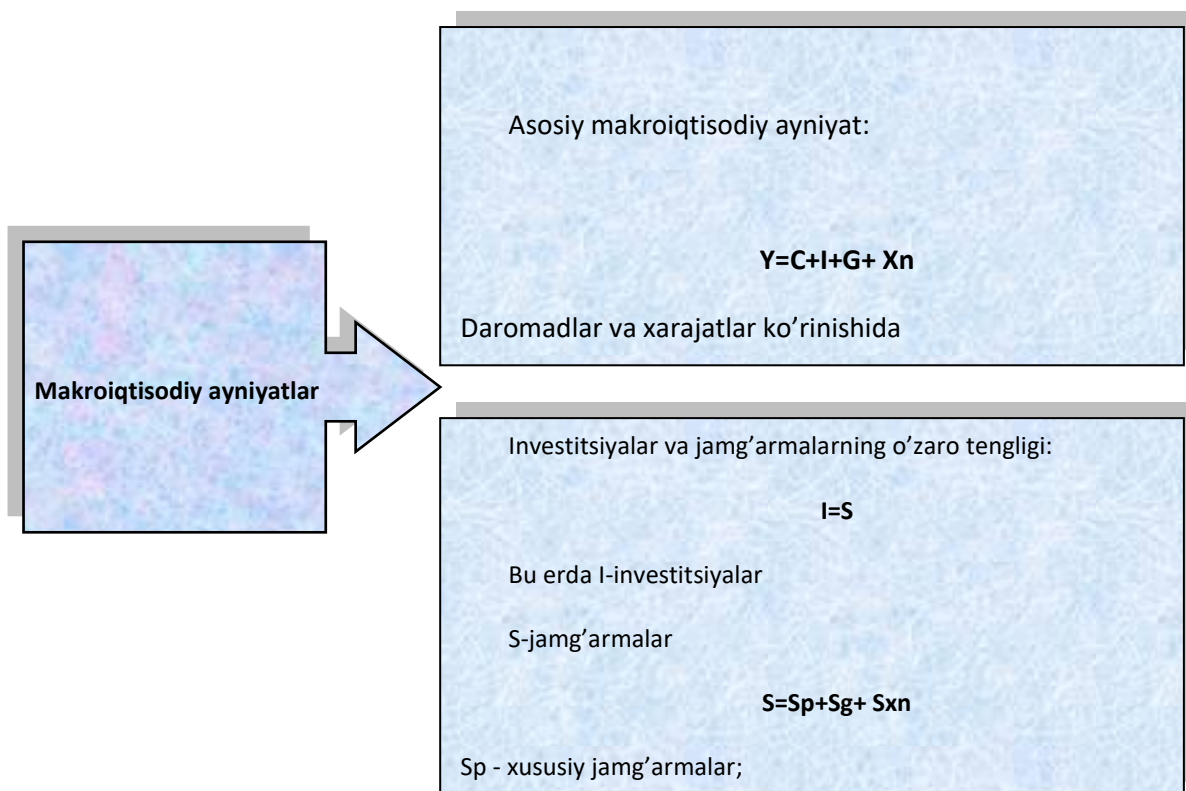 Makroiqtisodiy ayniyatlar
Asosiy makroiqtisodiy ayniyat:
Y=C+I+G+ Xn
Daromadlar va xarajatlar ko’rinishida
Investitsiyalar va jamg’armalarning o’zaro tengligi:
I=S
Bu erda I-investitsiyalar
S-jamg’armalar
S=Sp+Sg+ Sxn
Sp - xususiy jamg’armalar;